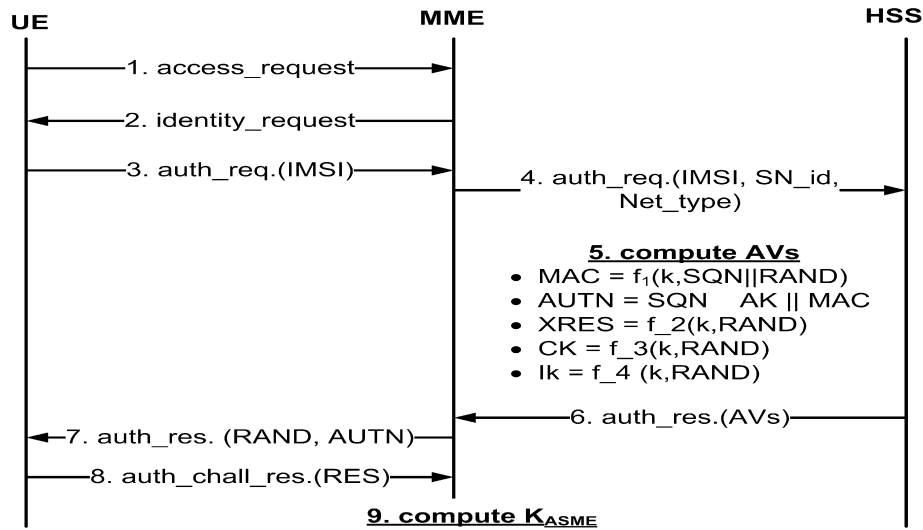 UE
MME
HSS
1. access_request
2. identity_request
3. auth_req.(IMSI)
4. auth_req.(IMSI, SN_id,
Net_type)
5. compute AVs
• MAC = f₁(k,SQN||RAND)
• AUTN = SQN AK || MAC
• XRES = f_2(k,RAND)
• CK = f_3(k,RAND)
• Ik = f_4 (k,RAND)
6. auth_res.(AVs)
7. auth_res. (RAND, AUTN)
8. auth_chall_res.(RES)
9. compute K_ASME